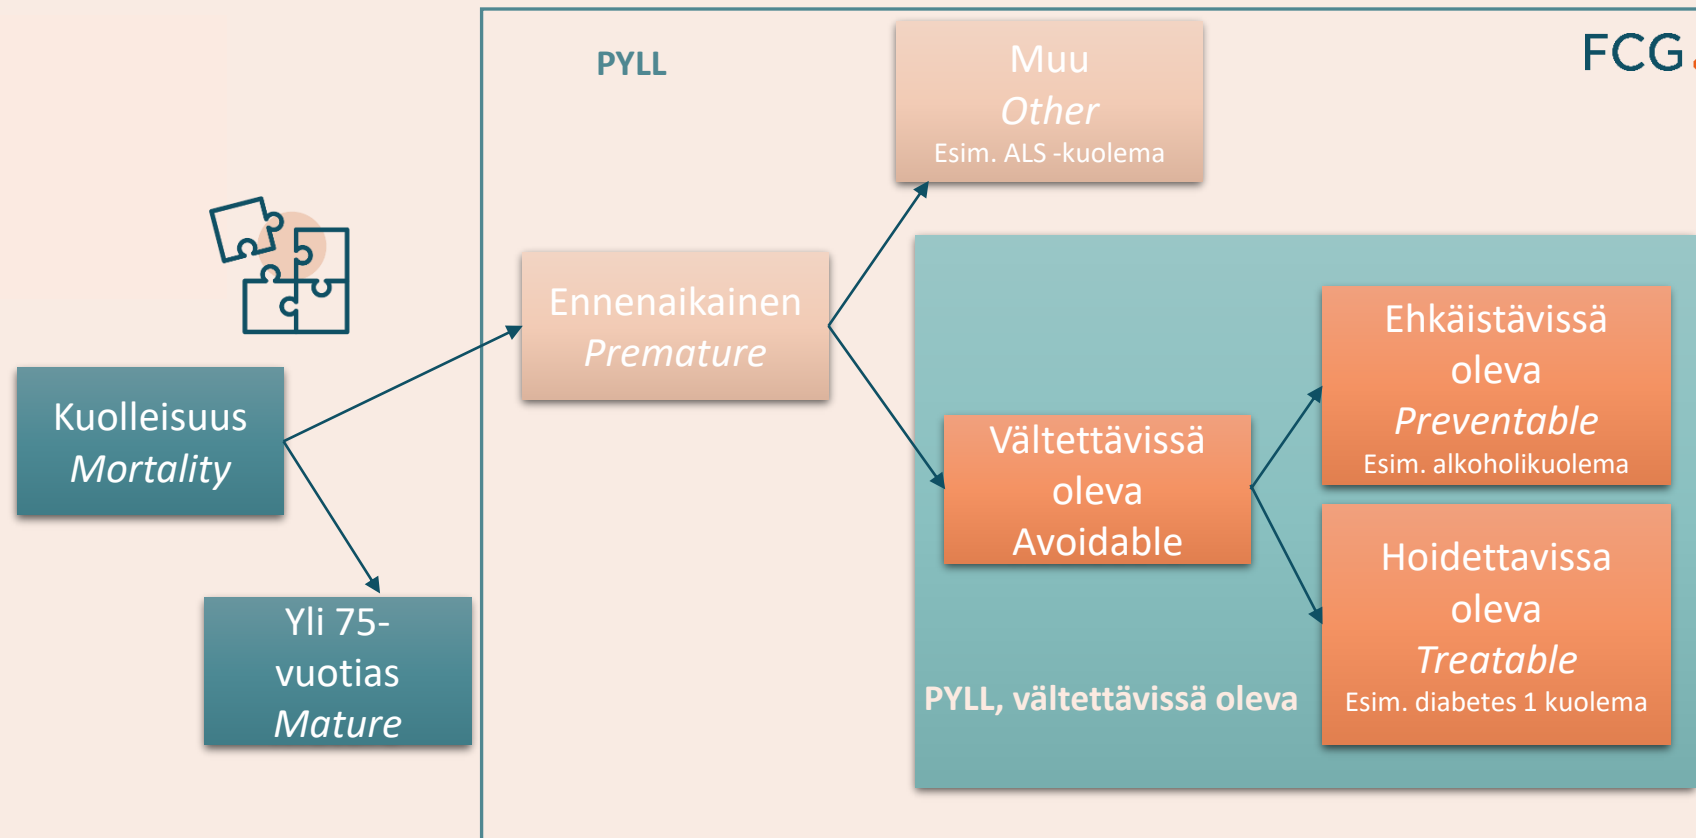 PYLL
FCG.
Muu
Other
Esim. ALS -kuolema
Ennenaikainen
Premature
Kuolleisuus
Mortality
Yli 75-
vuotias
Mature
Vältettävissä
oleva
Avoidable
Ehkäistävissä
oleva
Preventable
Esim. alkoholikuolema
Hoidettavissa
oleva
Treatable
Esim. diabetes 1 kuolema
PYLL, vältettävissä oleva